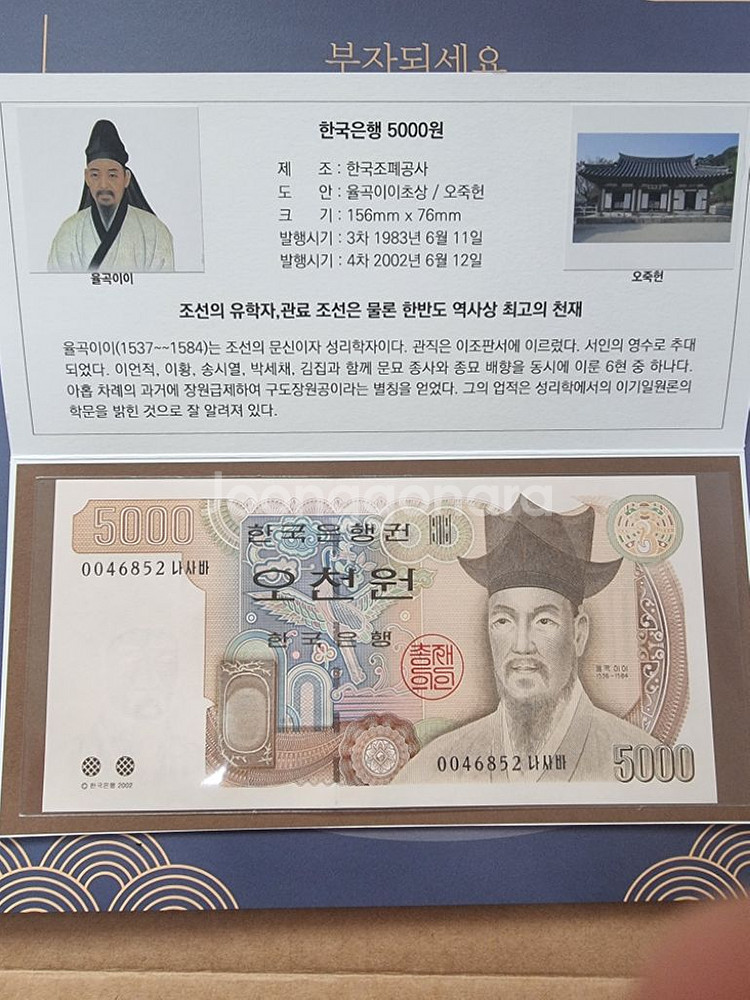 부자되세요
한국은행 5000원
제 조 : 한국조폐공사
도 안 : 율곡이이초상 / 오죽헌
크 기 : 156mm x 76mm
발행시기 : 3차 1983년 6월 11일
발행시기 : 4차 2002년 6월 12일
율곡이이
오죽헌
조선의 유학자,관료 조선은 물론 한반도 역사상 최고의 천재
율곡이이(1537~~1584)는 조선의 문신이자 성리학자이다. 관직은 이조판서에 이르렀다. 서인의 영수로 추대
되었다. 이언적, 이황, 송시열, 박세채, 김집과 함께 문묘 종사와 종묘 배향을 동시에 이룬 6현 중 하나다.
아홉 차례의 과거에 장원급제하여 구도장원공이라는 별칭을 얻었다. 그의 업적은 성리학에서의 이기일원론의
학문을 밝힌 것으로 잘 알려져 있다.
joonggonara
5000
한국은행권
0046852 나사바
오천원
한국은행
총재의인
율곡 이이
1536-1584
0046852 나사바
5000
© 한국은행 2002